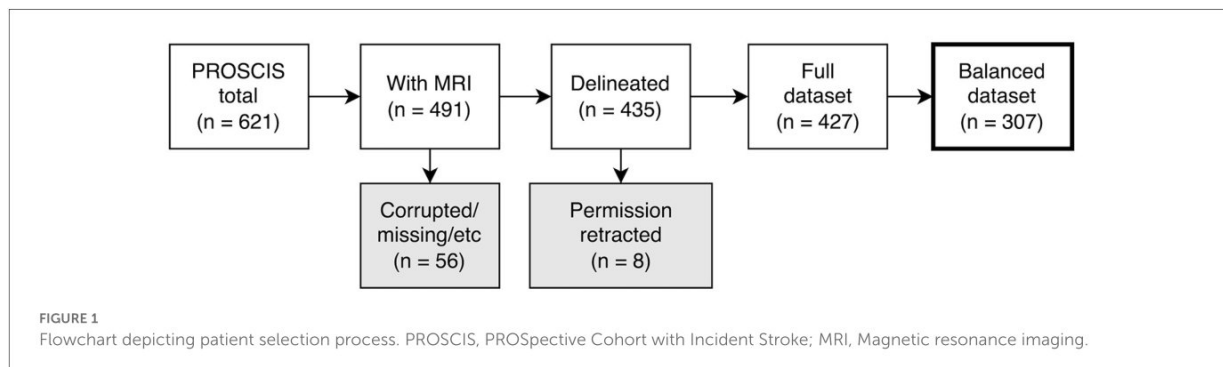 PROSCIS
total
(n = 621)
With MRI
(n = 491)
Delineated
(n = 435)
Full
dataset
(n = 427)
Balanced
dataset
(n = 307)
Corrupted/
missing/etc
(n = 56)
Permission
retracted
(n = 8)
FIGURE 1
Flowchart depicting patient selection process. PROSCIS, PROSpective Cohort with Incident Stroke; MRI, Magnetic resonance imaging.